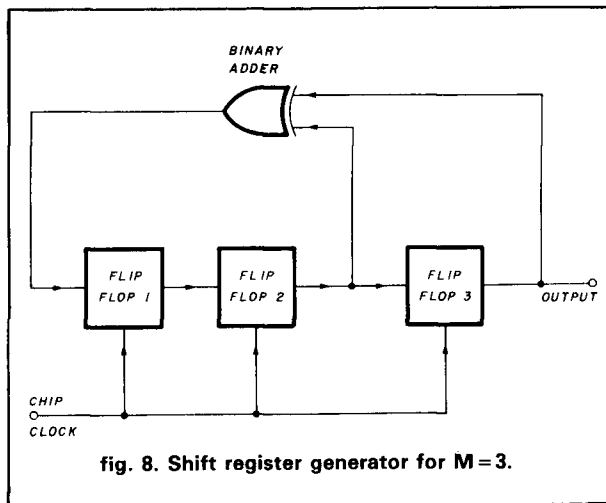 BINARY
ADDER
FLIP
FLOP 1
FLIP
FLOP 2
FLIP
FLOP 3
OUTPUT
CHIP
CLOCK
fig. 8. Shift register generator for M=3.